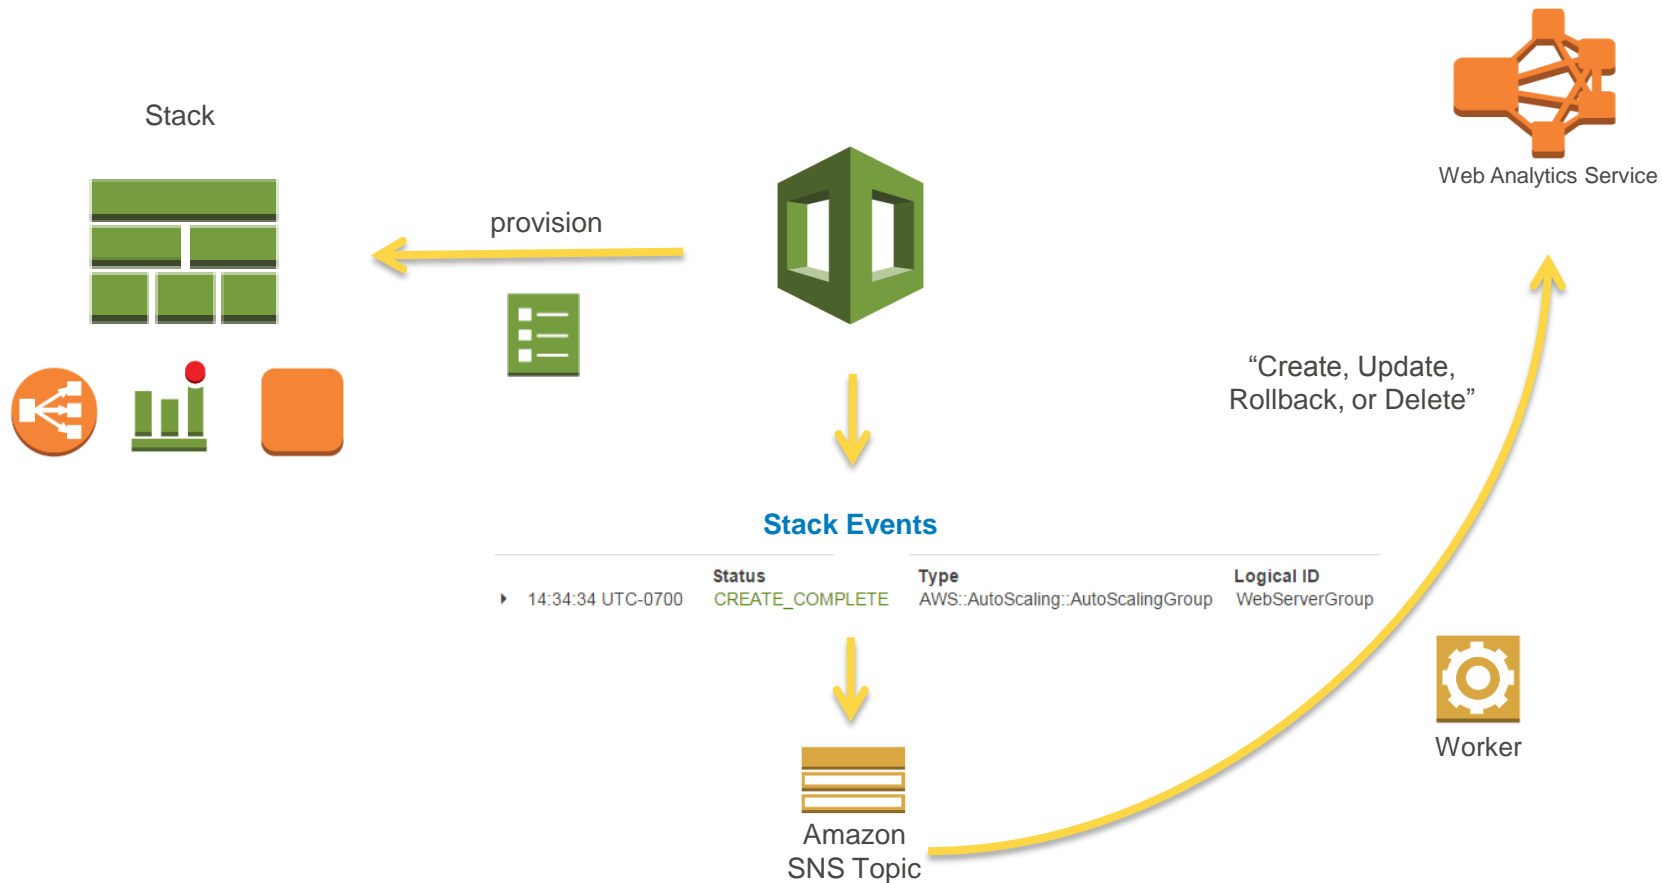 Stack
Web Analytics Service
provision
“Create, Update,
Rollback, or Delete”
Stack Events
Status Type Logical ID
14:34:34 UTC-0700 CREATE_COMPLETE AWS::AutoScaling::AutoScalingGroup WebServerGroup
Worker
Amazon
SNS Topic